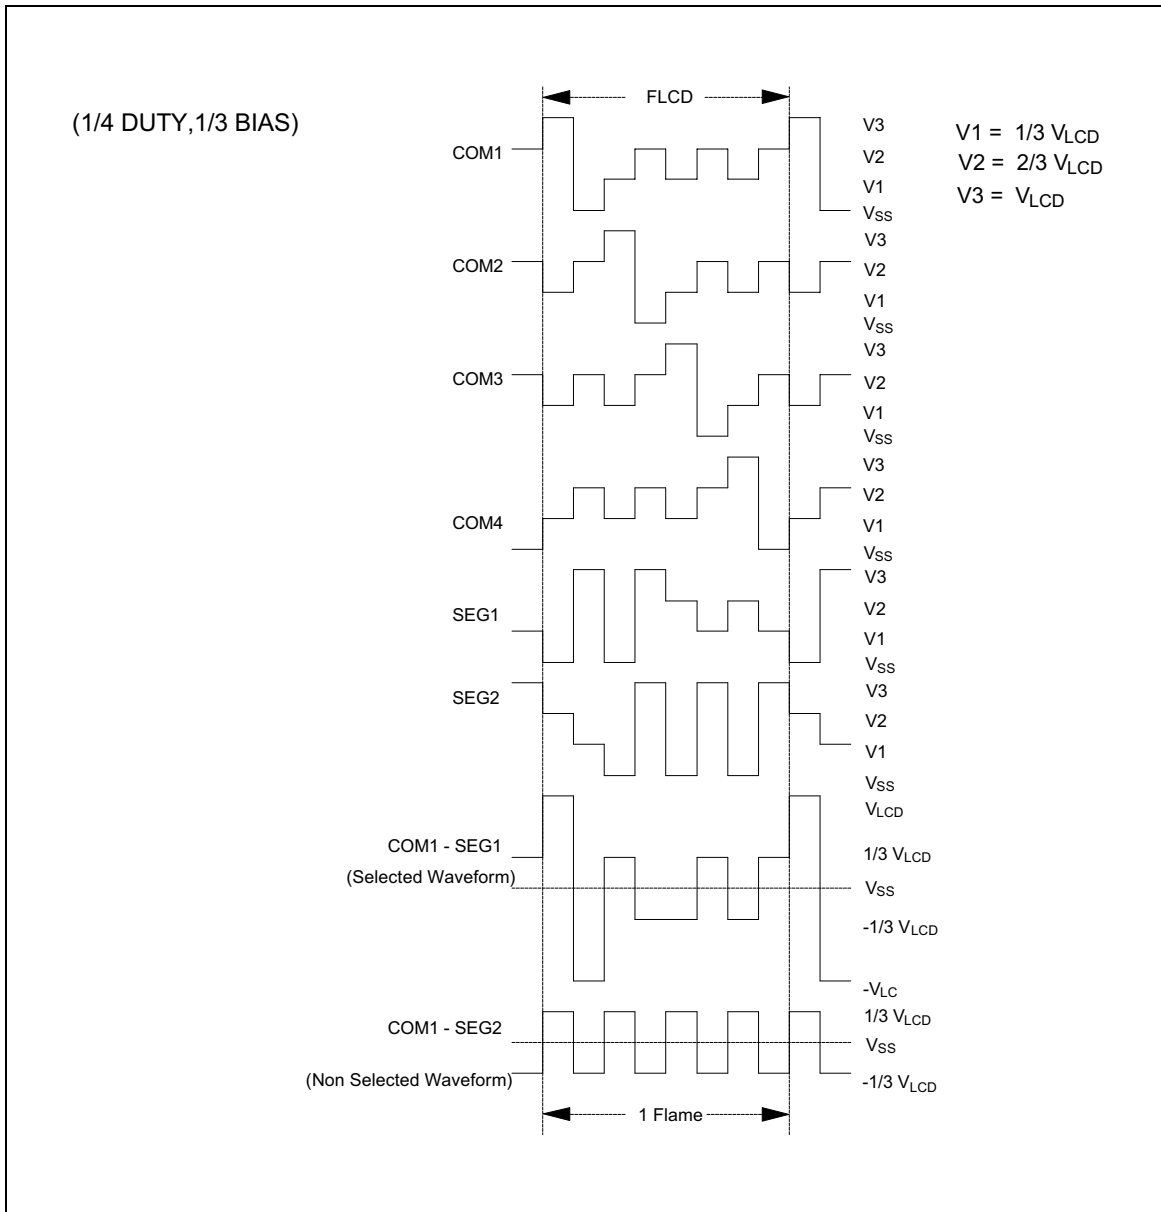 FLCD
(1/4 DUTY,1/3 BIAS)
V1 = 1/3 VLCD
V2 = 2/3 VLCD
V3 = VLCD
COM1
V3
V2
V1
VSS
COM2
V3
V2
V1
VSS
COM3
V3
V2
V1
VSS
COM4
V3
V2
V1
VSS
SEG1
V3
V2
V1
VSS
SEG2
V3
V2
V1
VSS
COM1 - SEG1
(Selected Waveform)
VLCD
1/3 VLCD
VSS
-1/3 VLCD
-VLC
COM1 - SEG2
(Non Selected Waveform)
1/3 VLCD
VSS
-1/3 VLCD
1 Flame